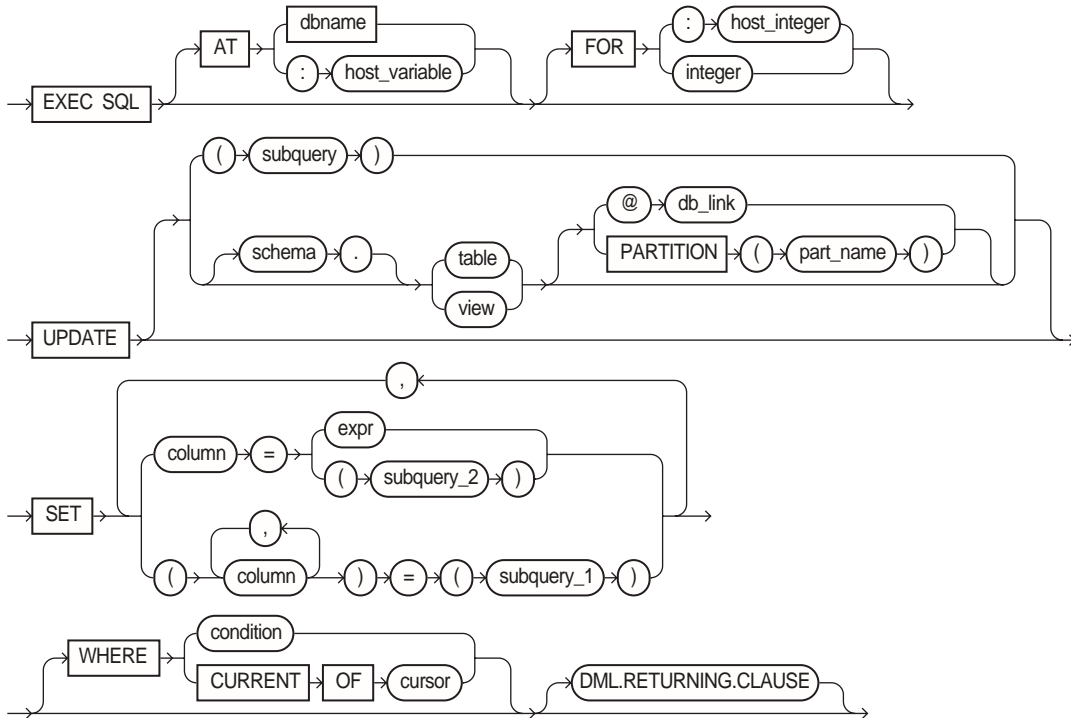 AT dbname : host_variable FOR : host_integer integer
EXEC SQL
( subquery )
schema . table view @ db_link PARTITION ( part_name )
UPDATE
,
column = expr ( subquery_2 )
SET
,
( column ) = ( subquery_1 )
WHERE condition
CURRENT OF cursor DML.RETURNING.CLAUSE